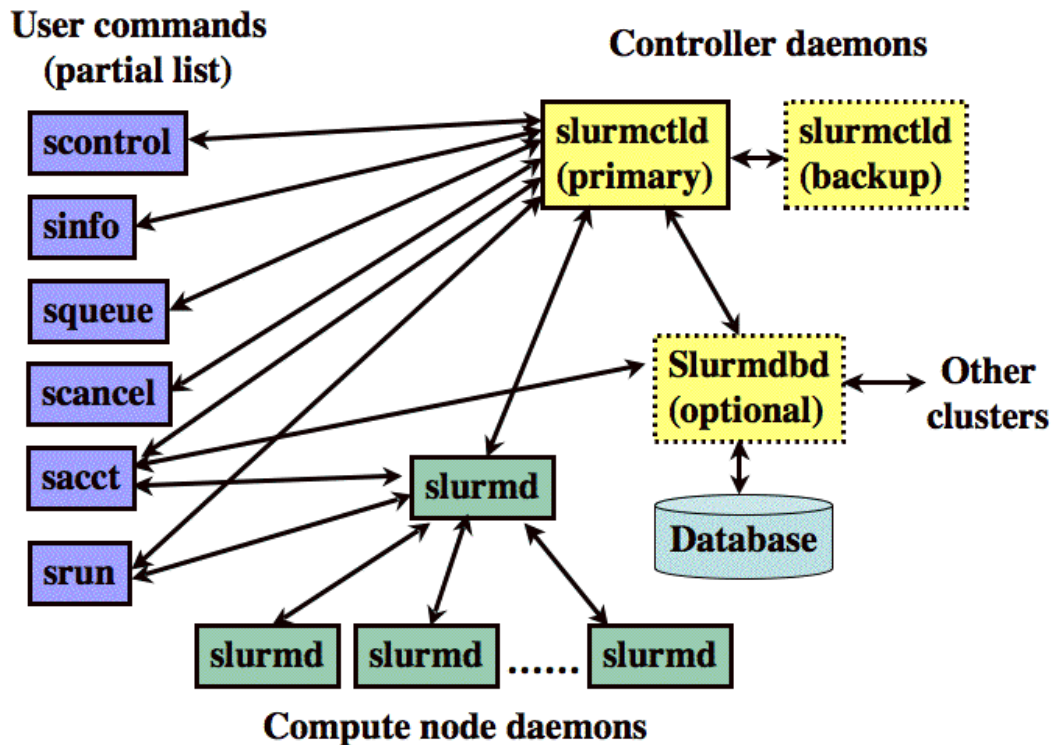 User commands
(partial list)
Controller daemons
scontrol
sinfo
squeue
scancel
sacct
srun
slurmctld
(primary)
slurmctld
(backup)
Slurmdbd
(optional)
Other
clusters
Database
slurmd
slurmd
slurmd
......
slurmd
Compute node daemons